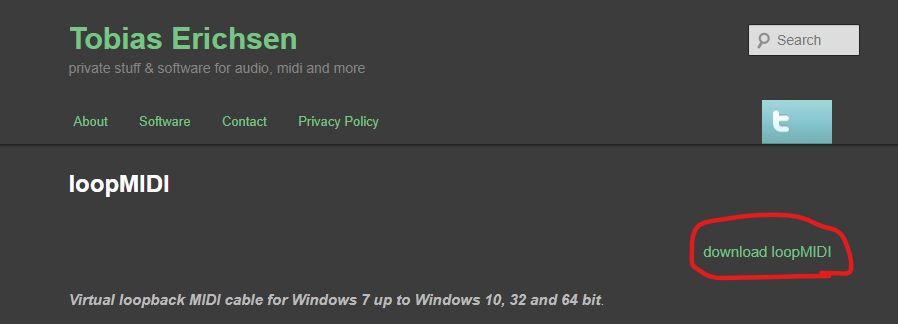 Tobias Erichsen
private stuff & software for audio, midi and more
Search
About Software Contact Privacy Policy
loopMIDI
download loopMIDI
Virtual loopback MIDI cable for Windows 7 up to Windows 10, 32 and 64 bit.